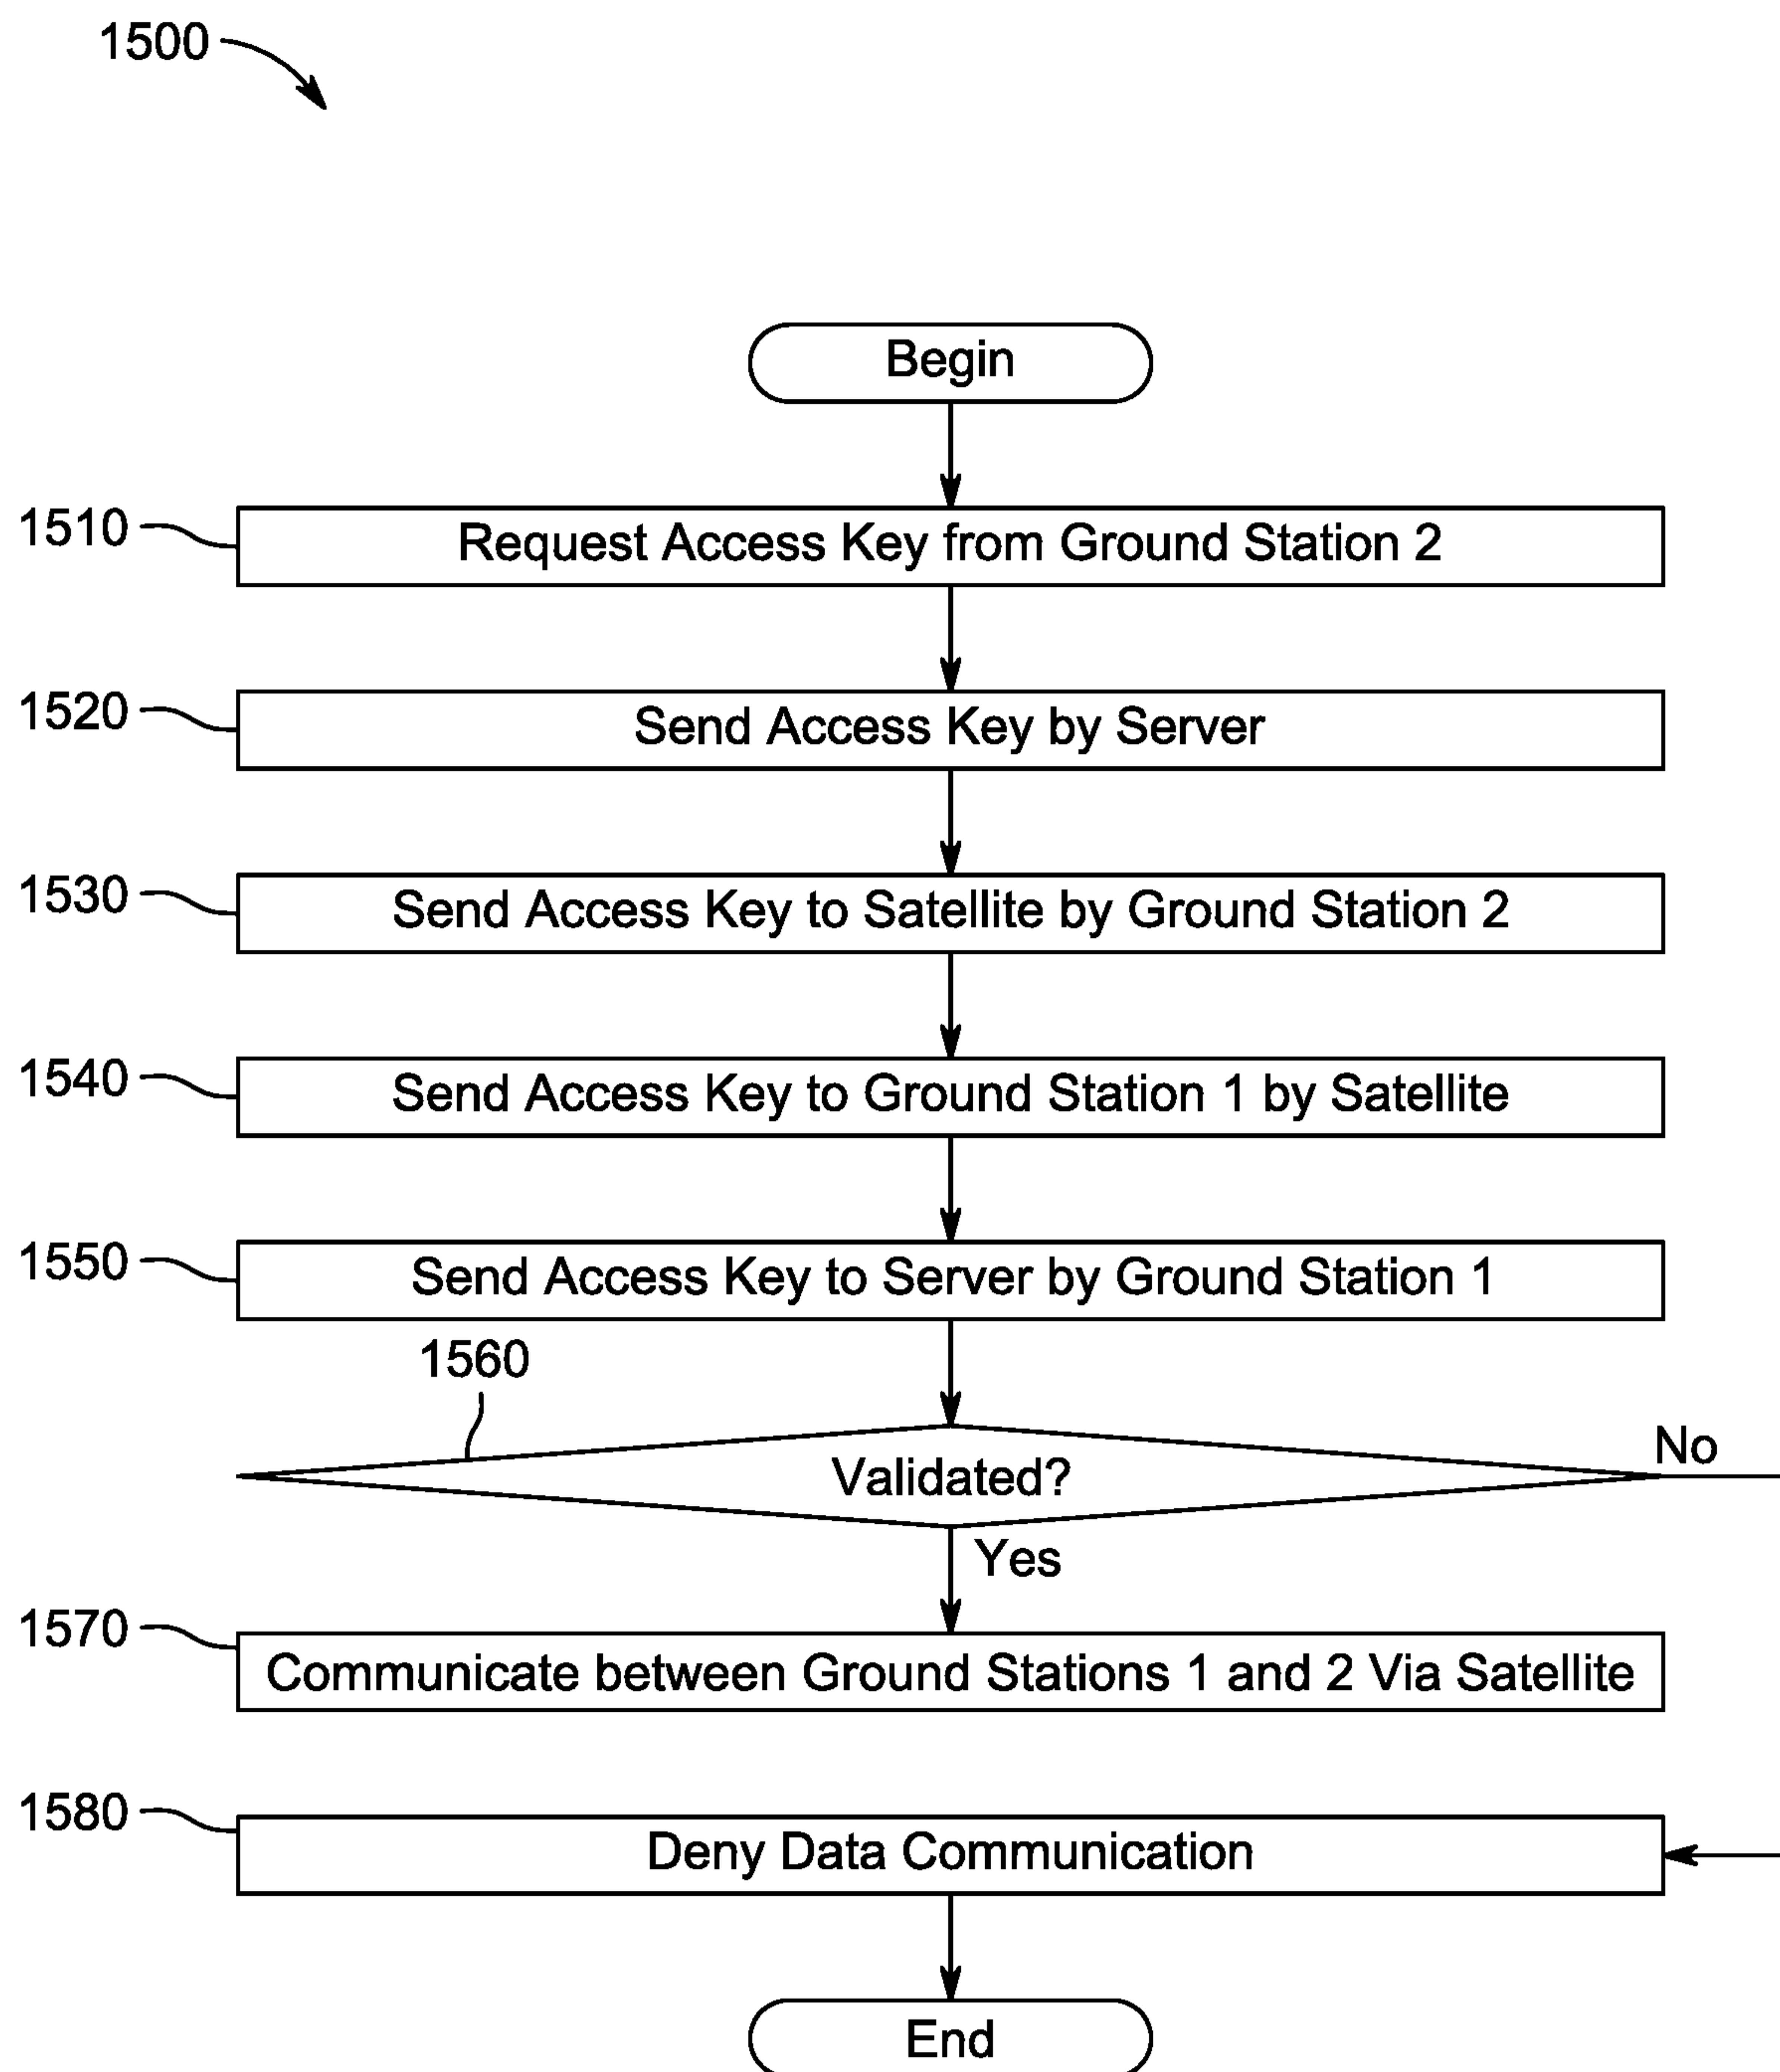 1500
Begin
1510
Request Access Key from Ground Station 2
1520
Send Access Key by Server
1530
Send Access Key to Satellite by Ground Station 2
1540
Send Access Key to Ground Station 1 by Satellite
1550
Send Access Key to Server by Ground Station 1
1560
Validated?
No
Yes
1570
Communicate between Ground Stations 1 and 2 Via Satellite
1580
Deny Data Communication
End